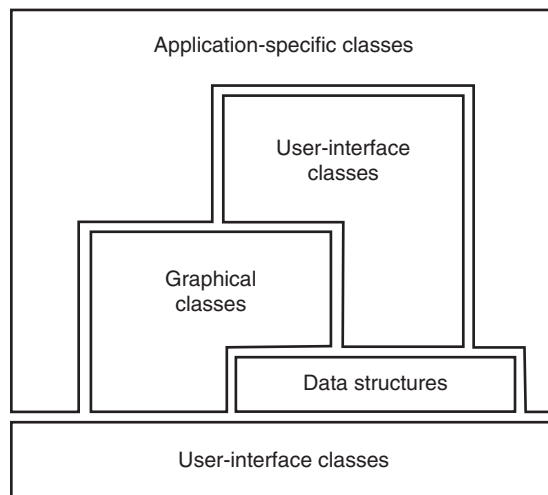 Application-specific classes
User-interface
classes
Graphical
classes
Data structures
User-interface classes